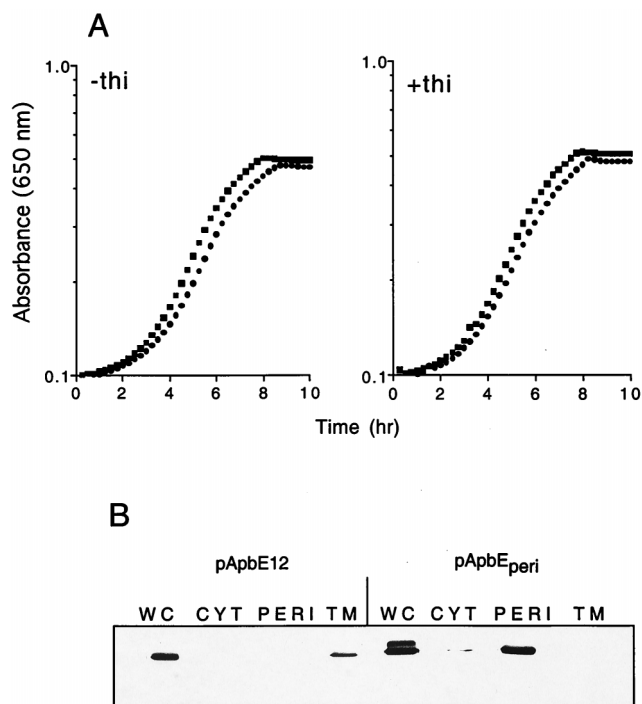 A
-thi
+thi
1.0
1.0
Absorbance (650 nm)
0.1
0.1
0 2 4 6 8 10
0 2 4 6 8 10
Time (hr)
B
pApbE12
pApbEperi
WC CYT PERI TM
WC CYT PERI TM